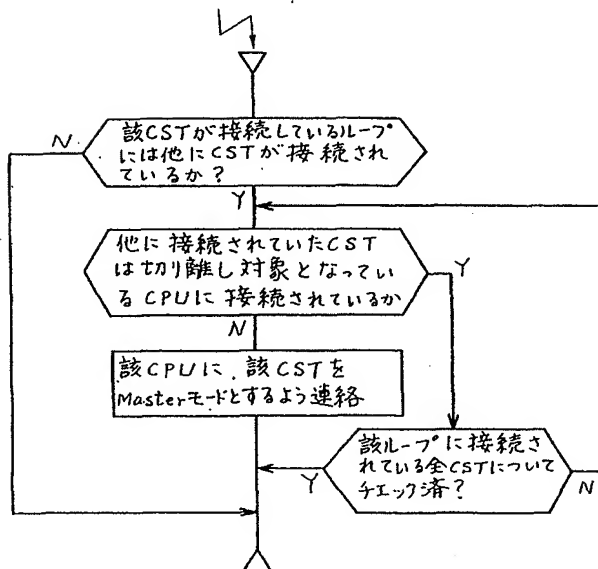 該CSTが接続しているループ
には他にCSTが接続され
ているか?
N
Y
他に接続されていたCST
は切り離し対象となってい
るCPUに接続されているか
Y
N
該CPUに、該CSTを
Masterモードとするよう連絡
該ループに接続さ
れている全CSTについて
チェック済?
Y
N